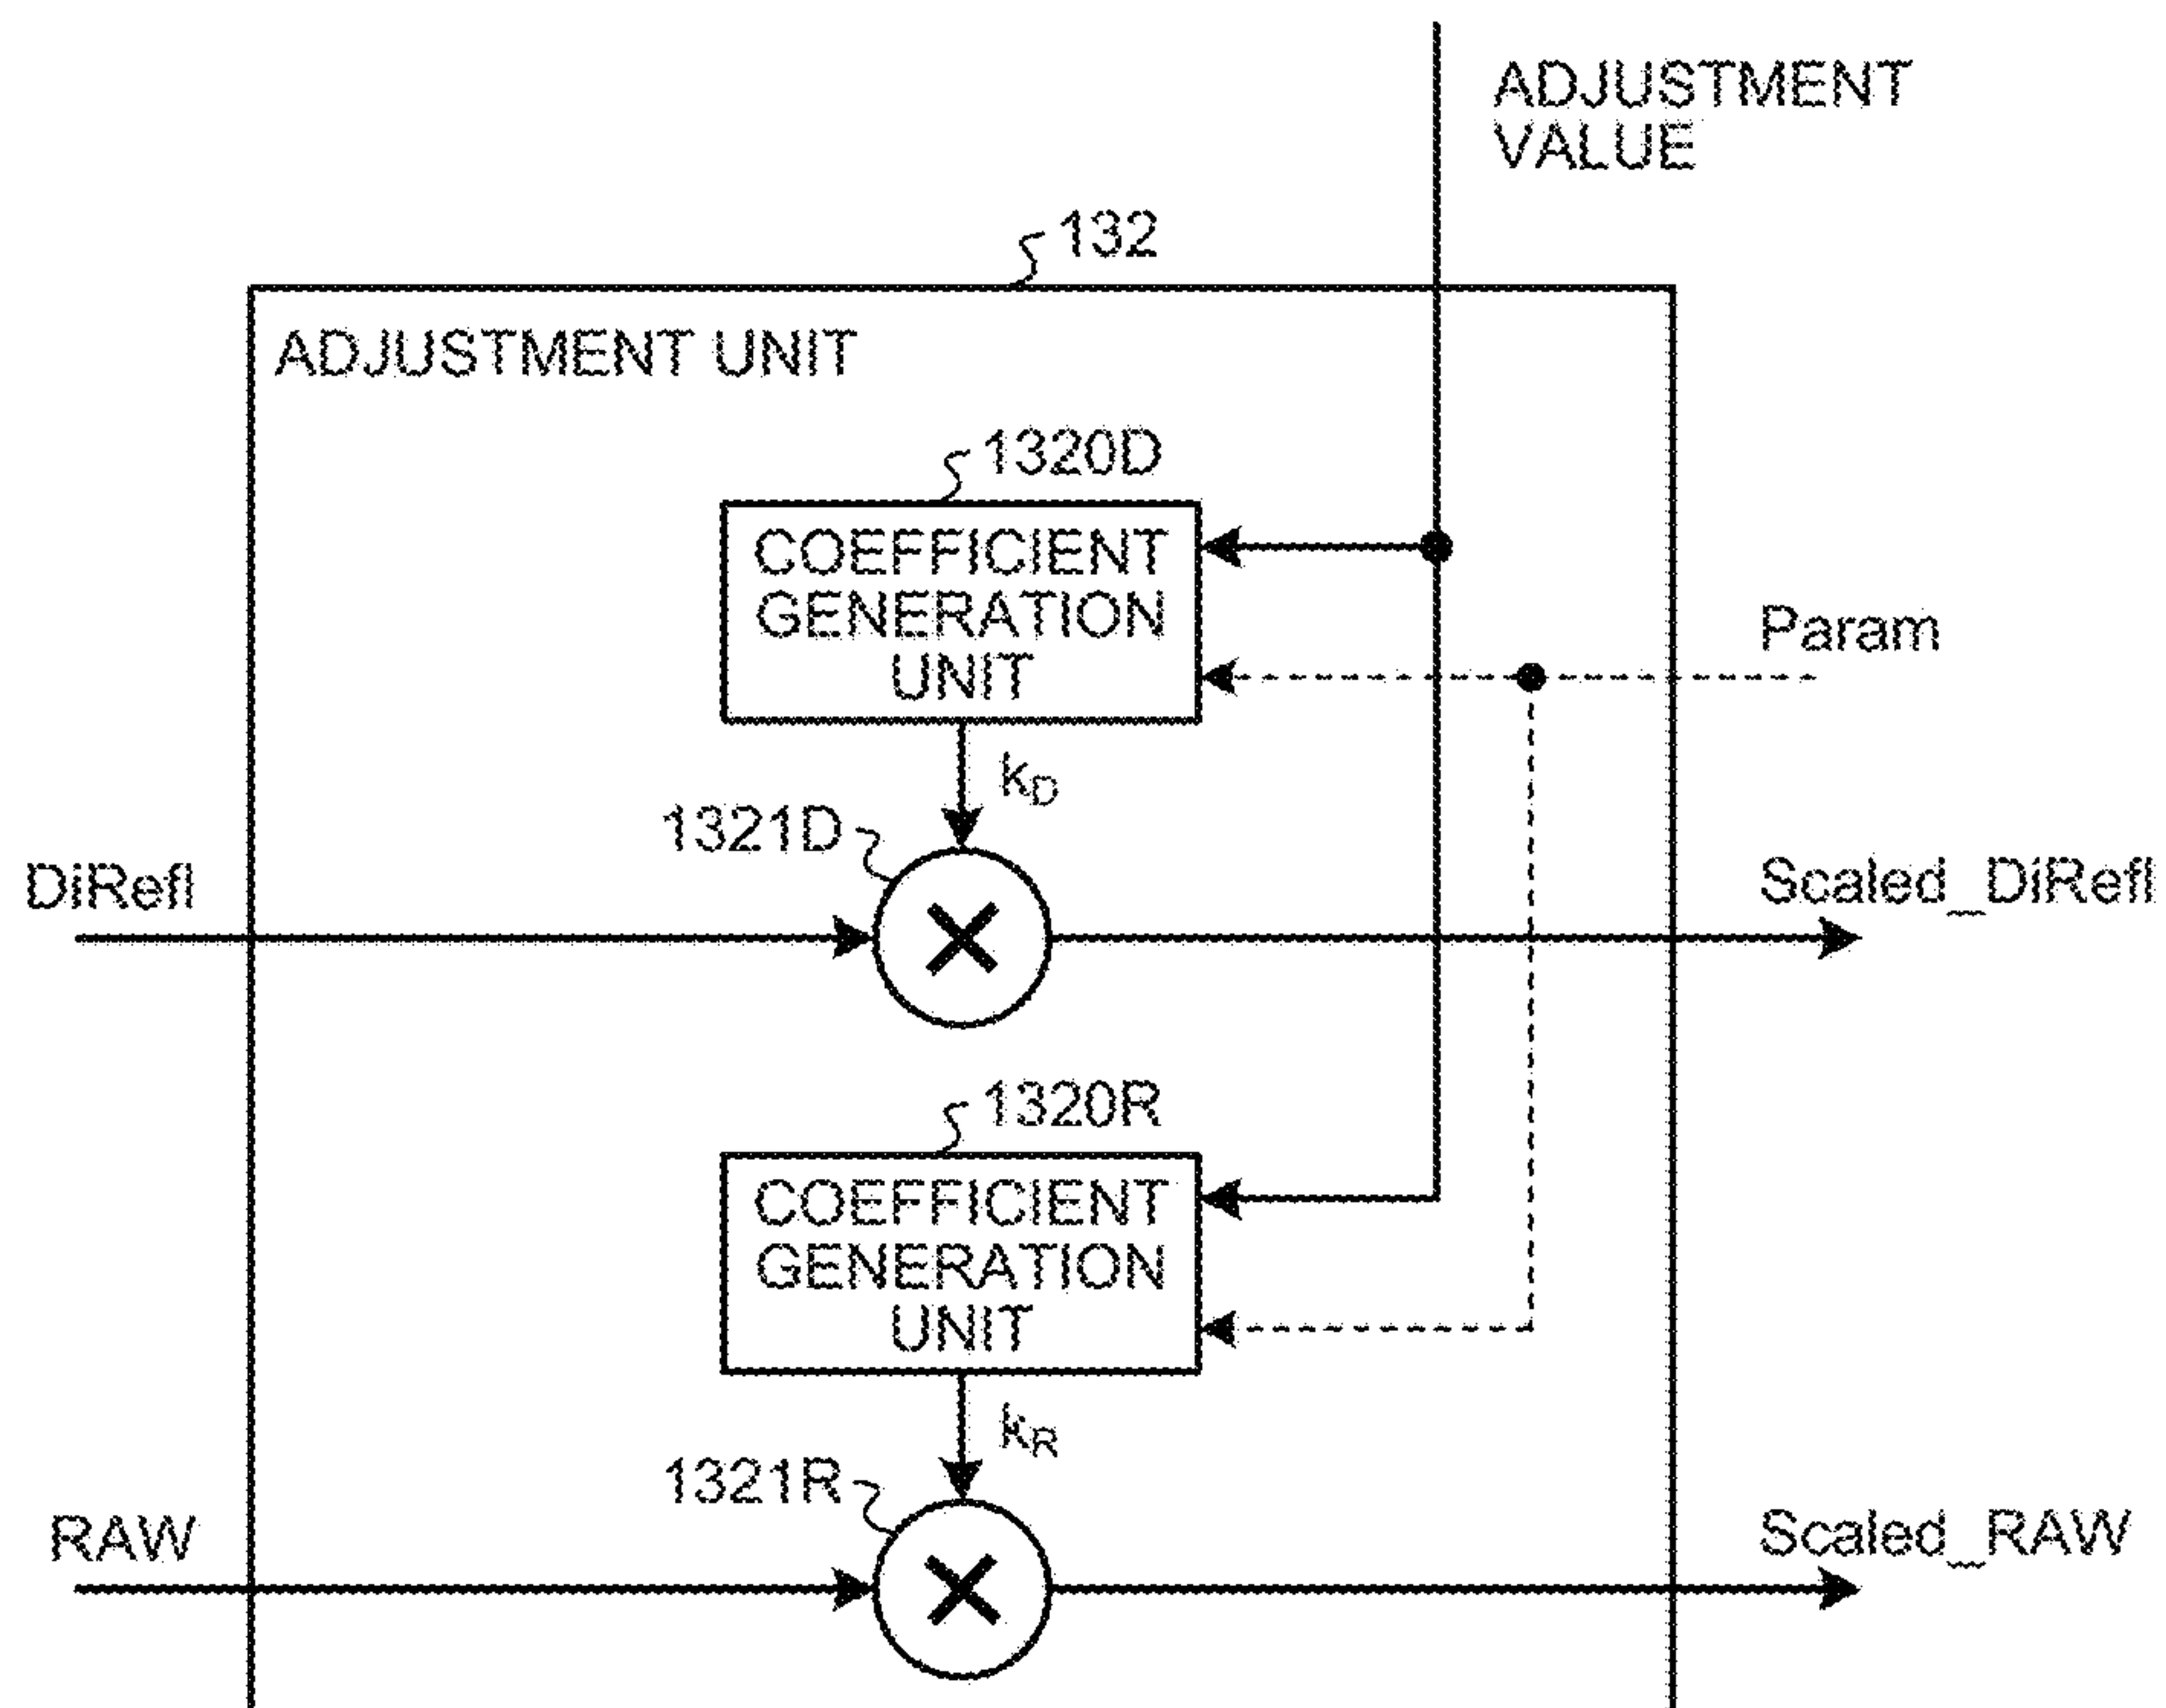 ADJUSTMENT
VALUE
132
ADJUSTMENT UNIT
1320D
COEFFICIENT
GENERATION
UNIT
Param
kD
1321D
DiRefl
Scaled_DiRefl
1320R
COEFFICIENT
GENERATION
UNIT
kR
1321R
RAW
Scaled_RAW